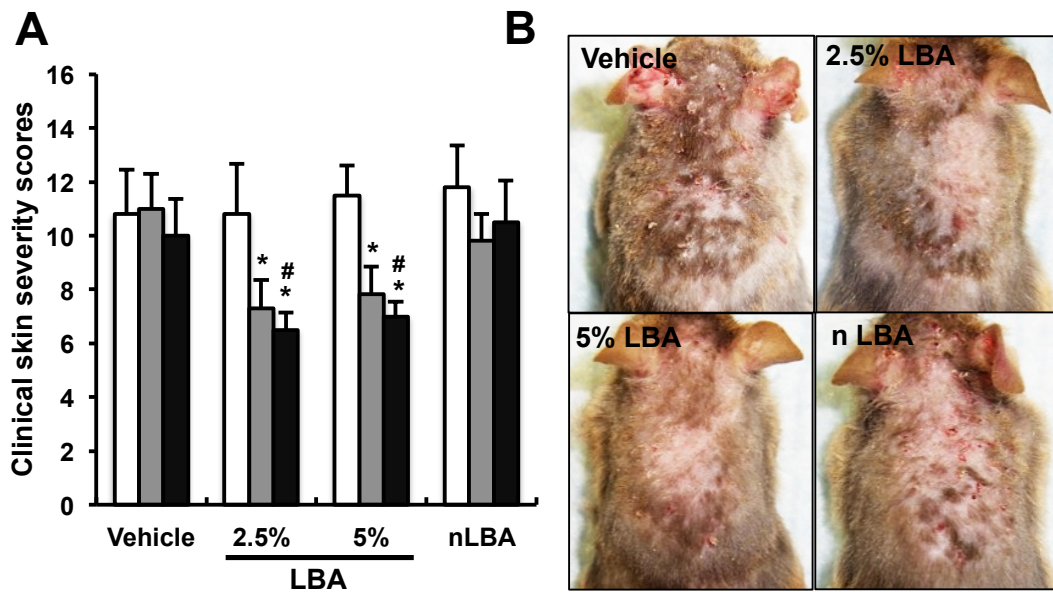 A
Clinical skin severity scores
16
14
12
10
8
6
4
2
0
*
#
*
*
#
*
Vehicle
2.5%
5%
nLBA
LBA
B
Vehicle
2.5% LBA
5% LBA
n LBA